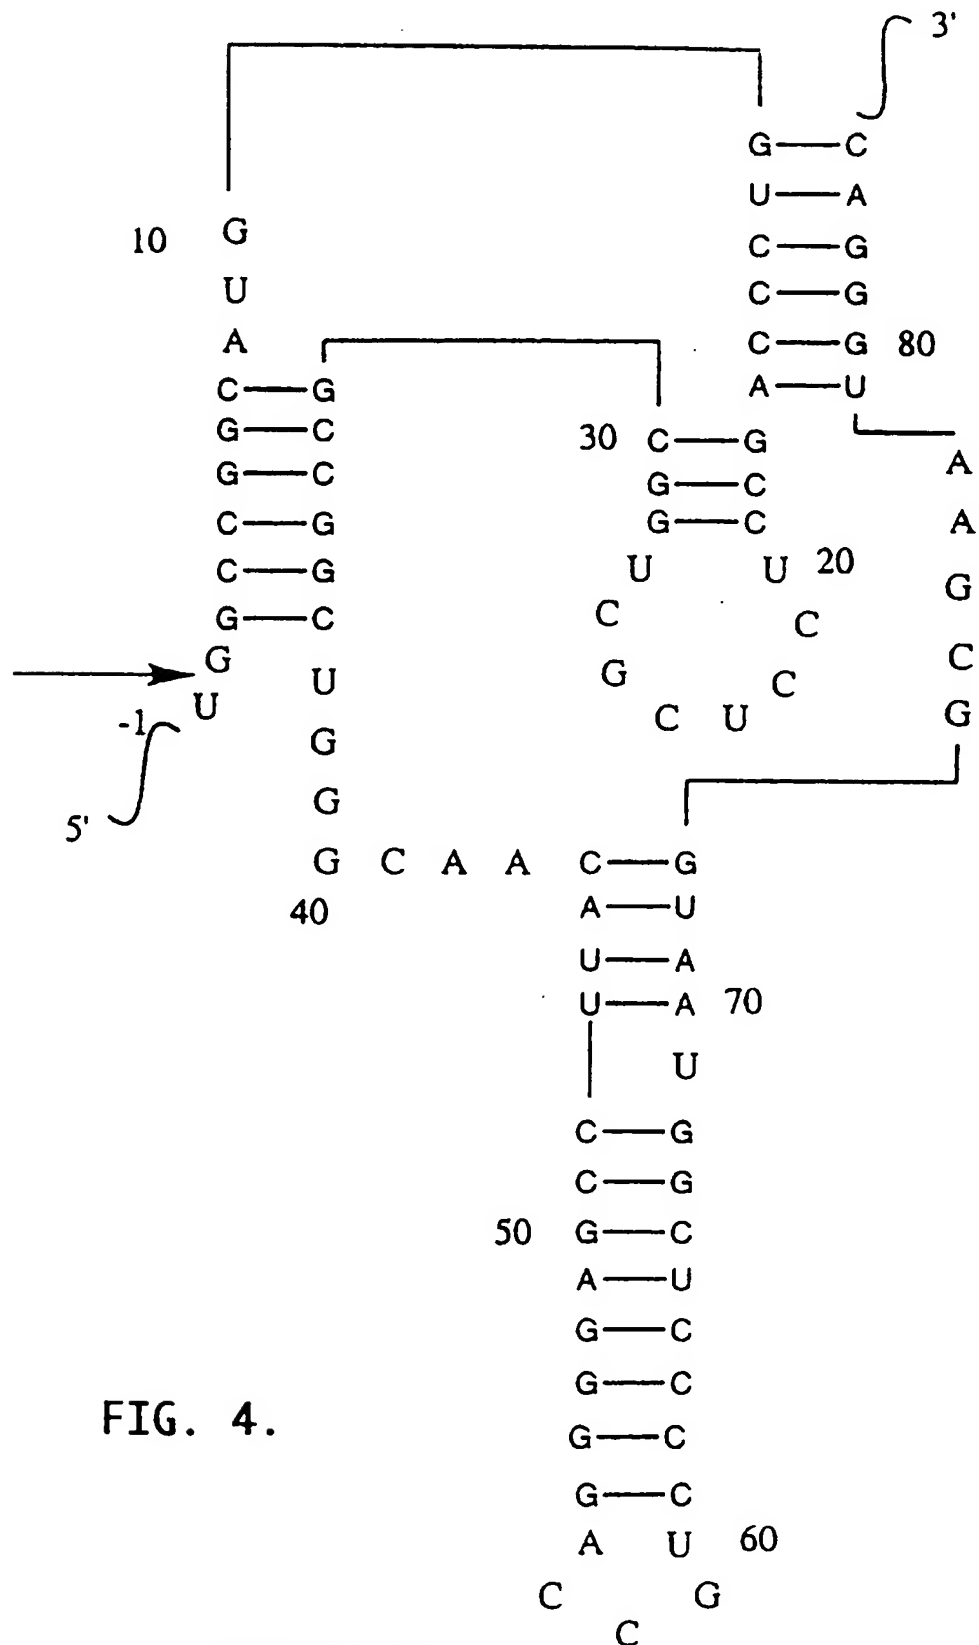 3'
G C
U A
C G
10 G
C G
U
C G 80
A
A U
C G
30 C G
A
G C
G C
G C
A
G C
G C
C G
U U 20
G
C G
C C
G C
C
G
U
G C
G
-1 U
C U
G
G
5'
G
G C A A C G
40
A U
U A
U A 70
U
C G
C G
50 G C
A U
G C
G C
FIG. 4.
G C
G C
A U 60
C G
C